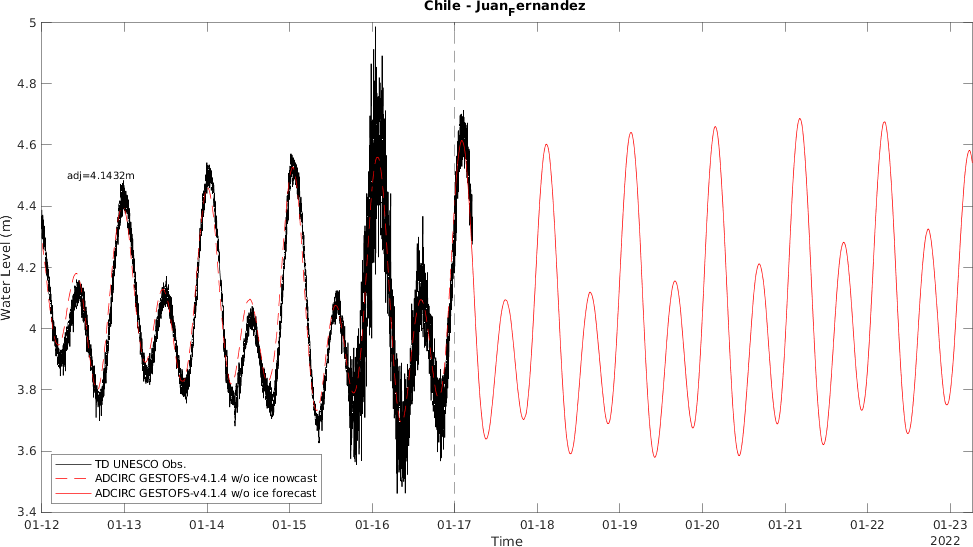 Chile - JuanFernandez
5
4.8
4.6
4.4
4.2
4
3.8
3.6
3.4
Water Level (m)
adj=4.1432m
TD UNESCO Obs.
ADCIRC GESTOFS-v4.1.4 w/o ice nowcast
ADCIRC GESTOFS-v4.1.4 w/o ice forecast
01-12 01-13 01-14 01-15 01-16 01-17 01-18 01-19 01-20 01-21 01-22 01-23
Time
2022